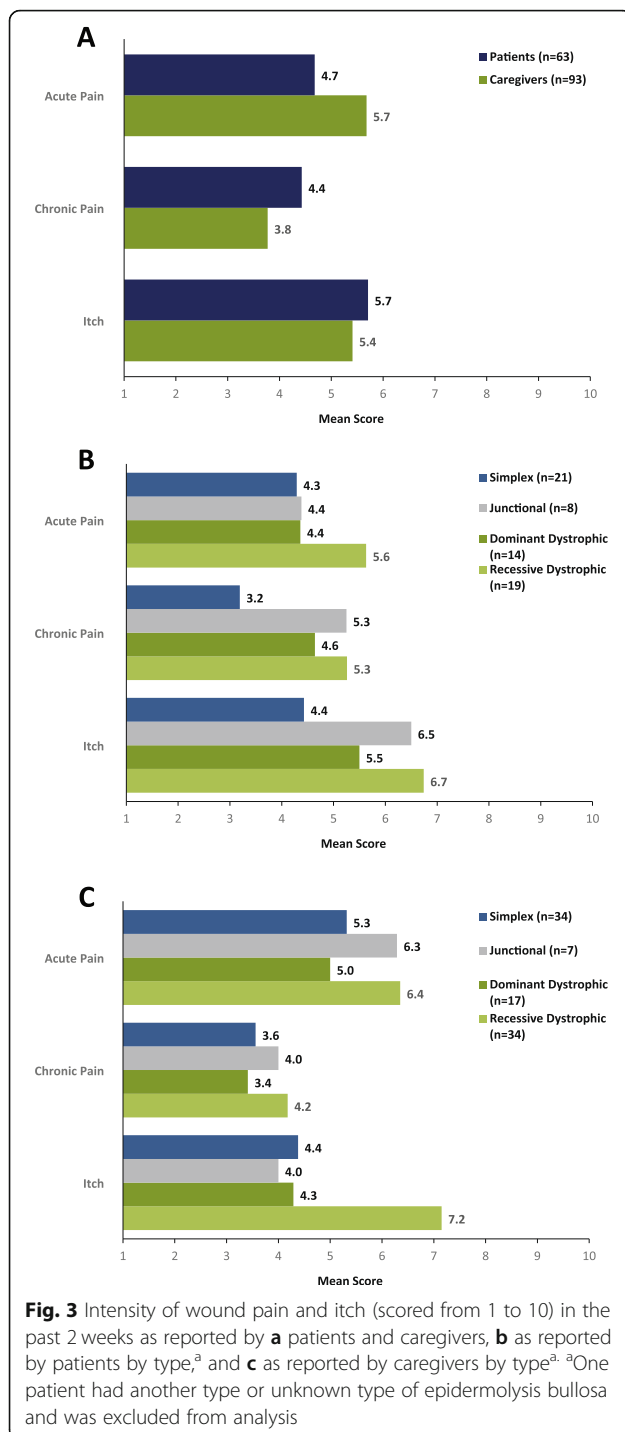 A
Patients (n=63)
Caregivers (n=93)
Acute Pain
4.7
5.7
Chronic Pain
4.4
3.8
Itch
5.7
5.4
1 2 3 4 5 6 7 8 9 10
Mean Score
B
Simplex (n=21)
Junctional (n=8)
Dominant Dystrophic
(n=14)
Recessive Dystrophic
(n=19)
Acute Pain
4.3
4.4
4.4
5.6
Chronic Pain
3.2
5.3
4.6
5.3
Itch
4.4
6.5
5.5
6.7
1 2 3 4 5 6 7 8 9 10
Mean Score
C
Simplex (n=34)
Junctional (n=7)
Dominant Dystrophic
(n=17)
Recessive Dystrophic
(n=34)
Acute Pain
5.3
6.3
5.0
6.4
Chronic Pain
3.6
4.0
3.4
4.2
Itch
4.4
4.0
4.3
7.2
1 2 3 4 5 6 7 8 9 10
Mean Score
Fig. 3 Intensity of wound pain and itch (scored from 1 to 10) in the
past 2 weeks as reported by a patients and caregivers, b as reported
by patients by type,a and c as reported by caregivers by typea. aOne
patient had another type or unknown type of epidermolysis bullosa
and was excluded from analysis